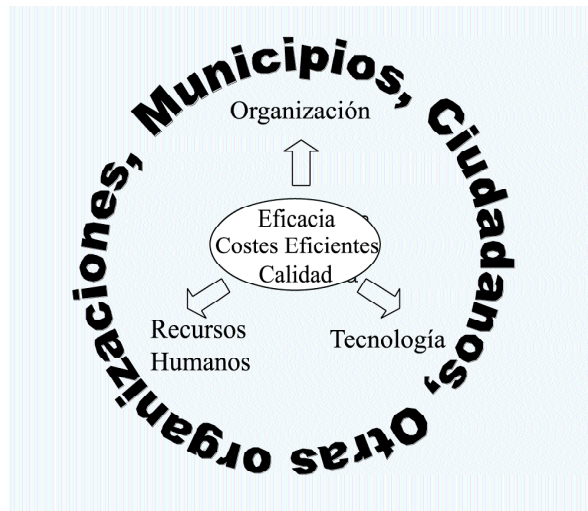 Municipios, Ciudadanos, Otras organizaciones,
Organización
Eficacia
Costes Eficientes
Calidad
Recursos
Humanos
Tecnología